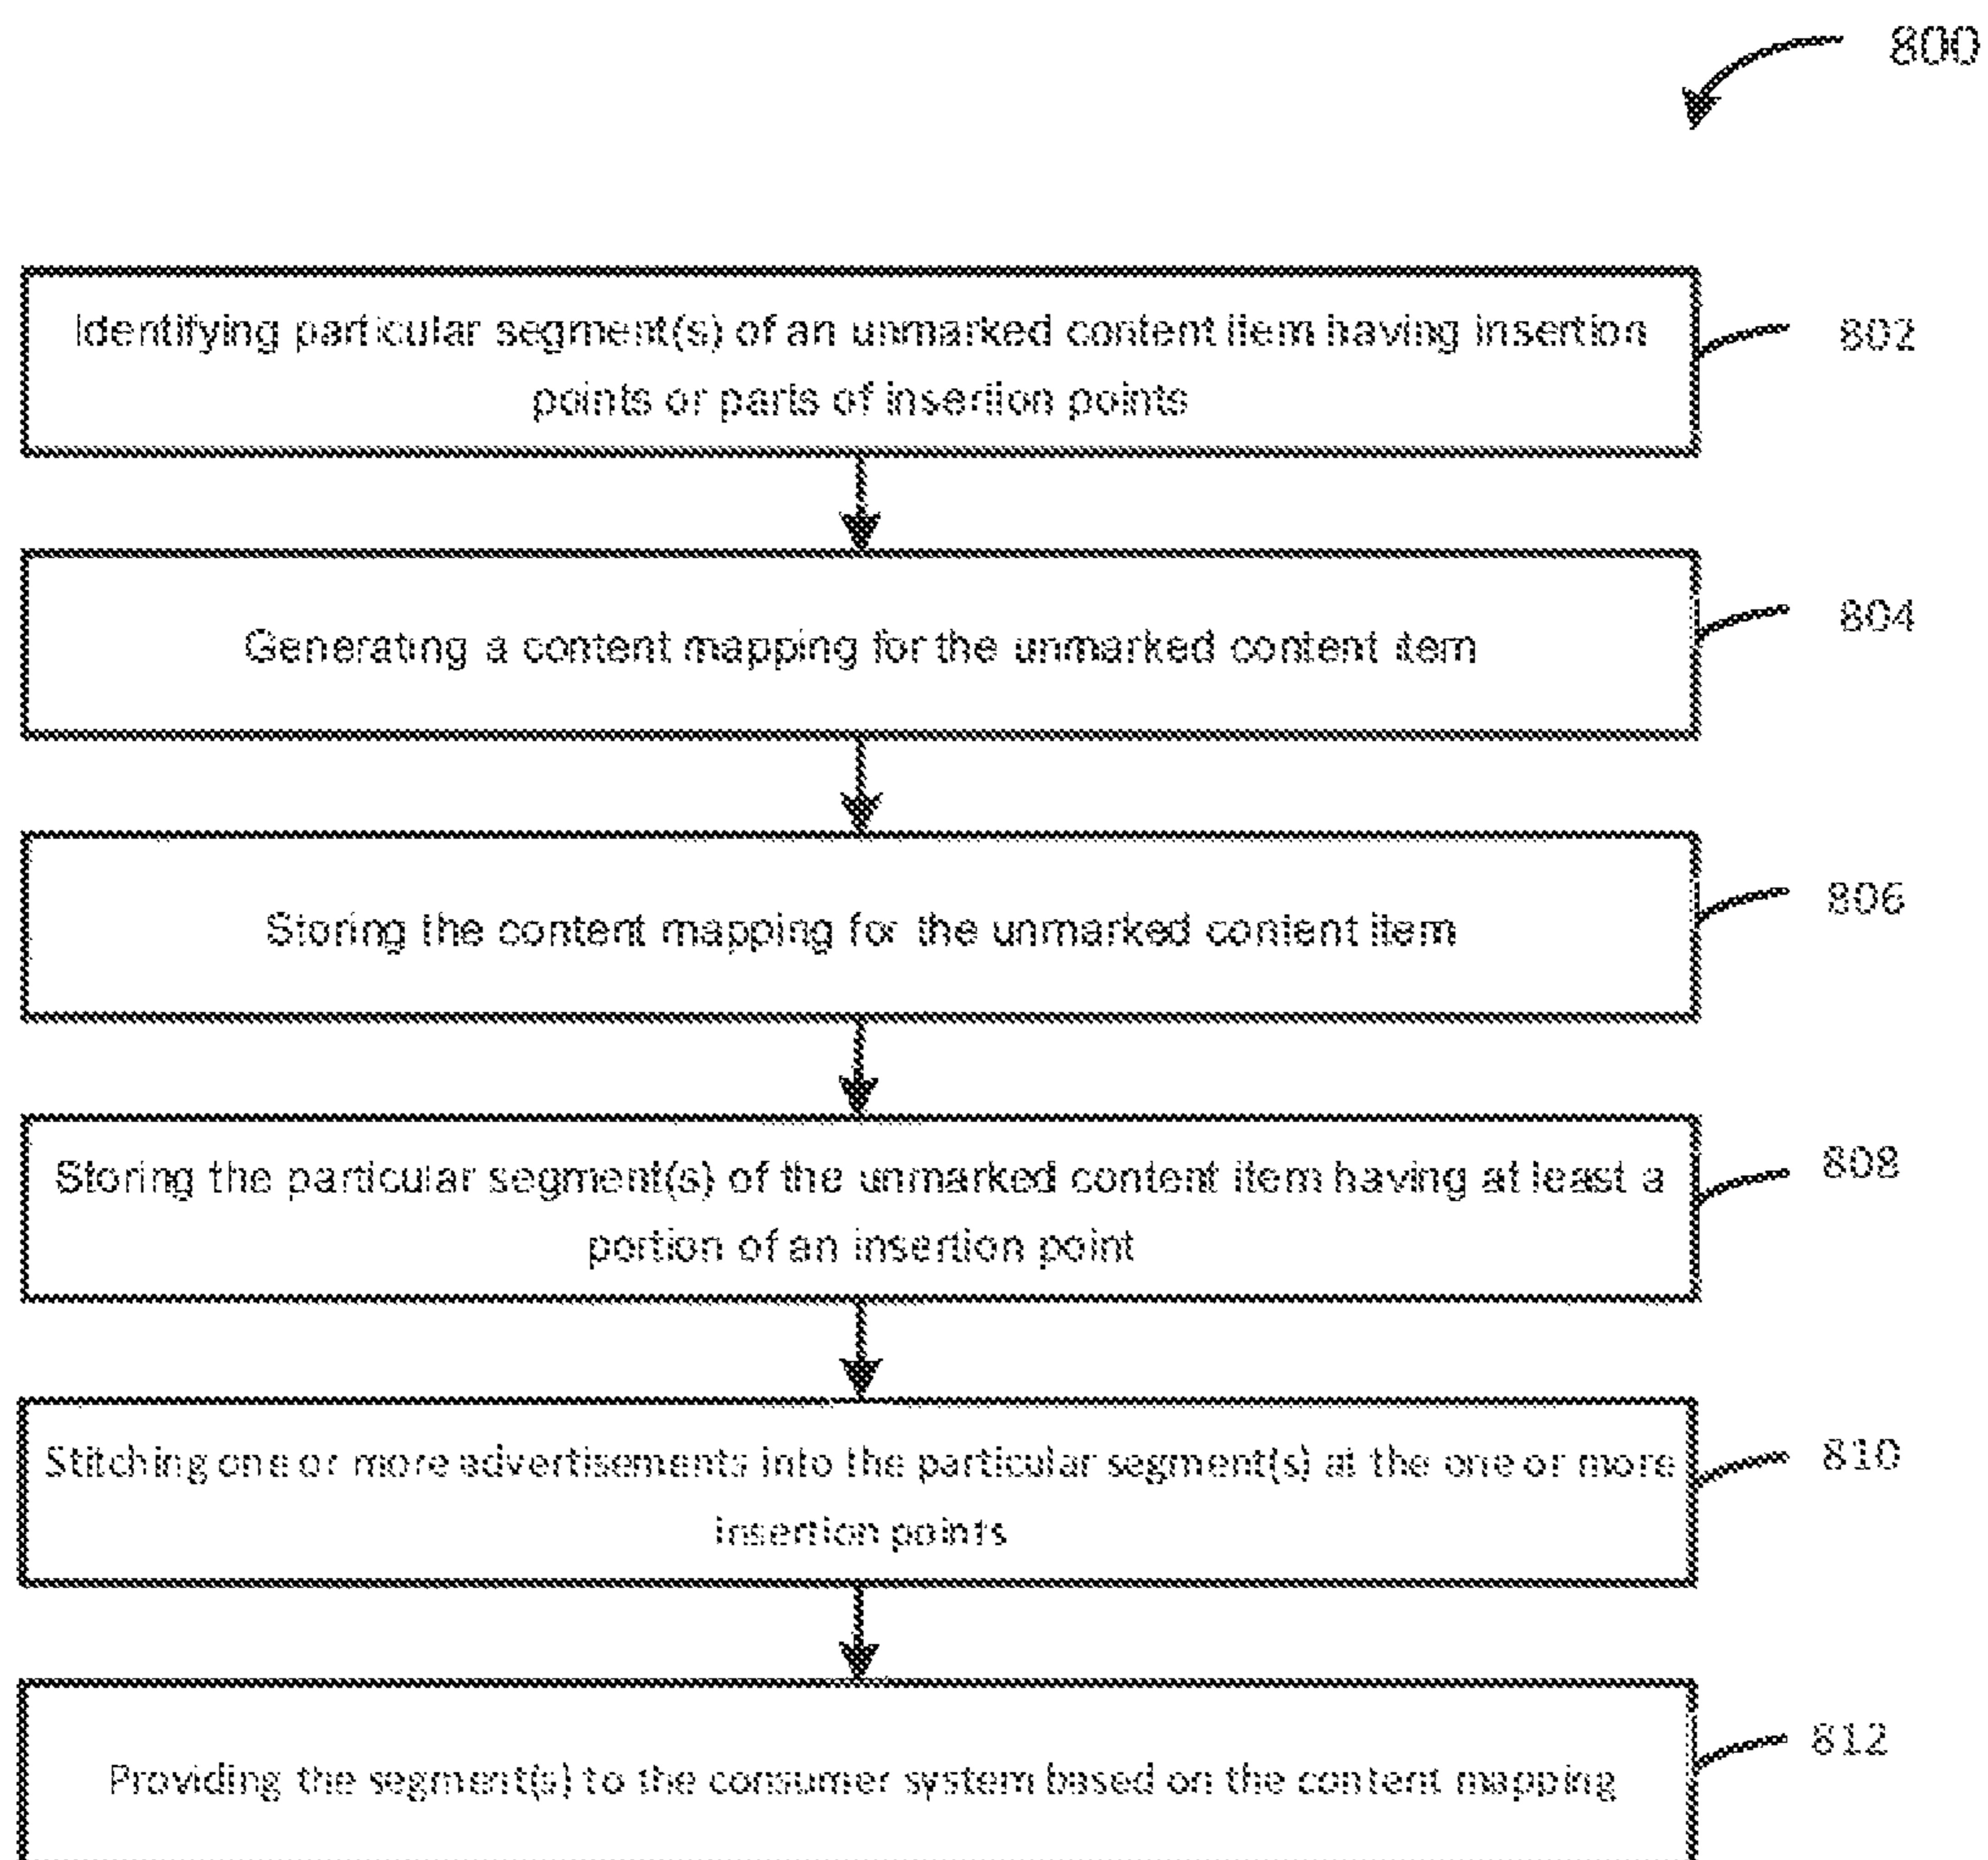 800
Identifying particular segment(s) of an unmarked content item having insertion
points or parts of insertion points
802
Generating a content mapping for the unmarked content item
804
Storing the content mapping for the unmarked content item
806
Storing the particular segment(s) of the unmarked content item having at least a
portion of an insertion point
808
Stitching one or more advertisements into the particular segment(s) at the one or more
insertion points
810
Providing the segment(s) to the consumer system based on the content mapping
812